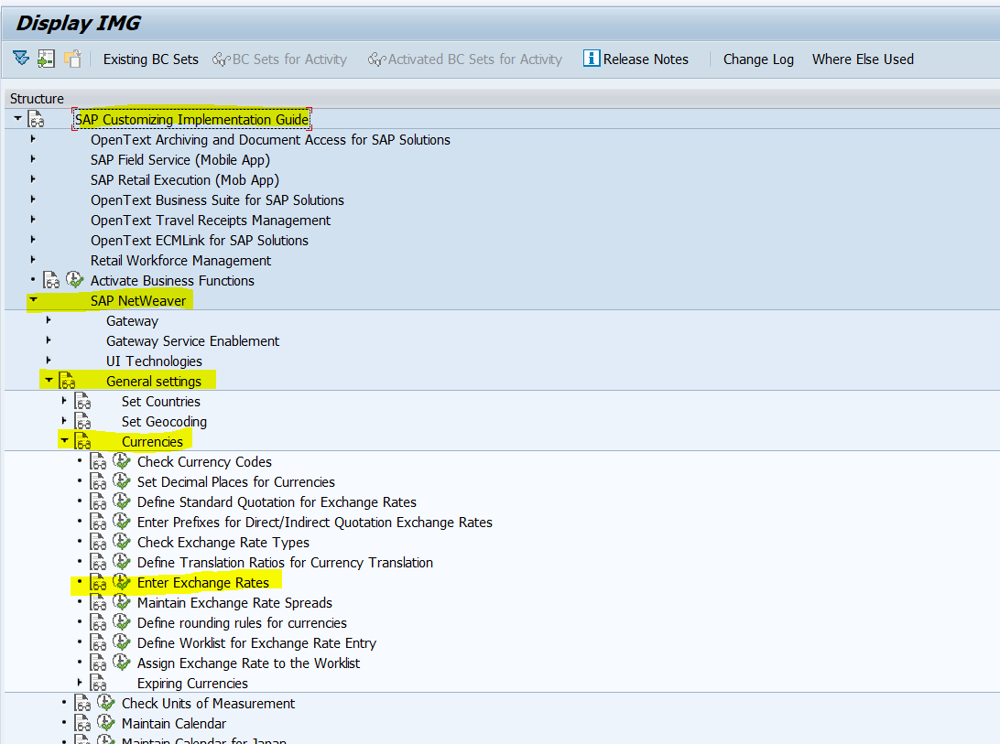 Display IMG
Existing BC Sets BC Sets for Activity Activated BC Sets for Activity Release Notes Change Log Where Else Used
Structure
SAP Customizing Implementation Guide
OpenText Archiving and Document Access for SAP Solutions
SAP Field Service (Mobile App)
SAP Retail Execution (Mob App)
OpenText Business Suite for SAP Solutions
OpenText Travel Receipts Management
OpenText ECMLink for SAP Solutions
Retail Workforce Management
Activate Business Functions
SAP NetWeaver
Gateway
Gateway Service Enablement
UI Technologies
General settings
Set Countries
Set Geocoding
Currencies
Check Currency Codes
Set Decimal Places for Currencies
Define Standard Quotation for Exchange Rates
Enter Prefixes for Direct/Indirect Quotation Exchange Rates
Check Exchange Rate Types
Define Translation Ratios for Currency Translation
Enter Exchange Rates
Maintain Exchange Rate Spreads
Define rounding rules for currencies
Define Worklist for Exchange Rate Entry
Assign Exchange Rate to the Worklist
Expiring Currencies
Check Units of Measurement
Maintain Calendar
Maintain Calendar for Japan